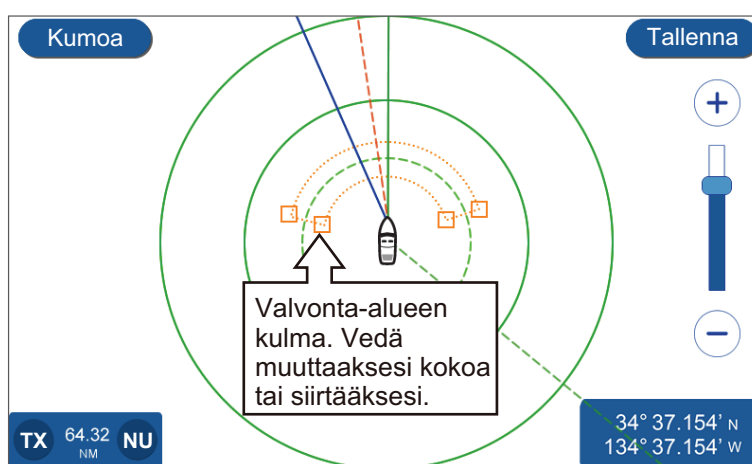 Kumoa
Tallenna
+
Valvonta-alueen
kulma. Vedä
muuttaaksesi kokoa
tai siirtääksesi.
−
TX 64.32 NU
NM
34° 37.154’ N
134° 37.154’ W